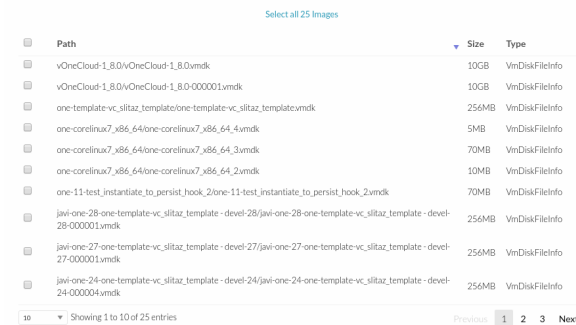 Select all 25 Images
Path Size Type
vOneCloud-1_8.0/vOneCloud-1_8.0.vmdk 10GB VmDiskFileInfo
vOneCloud-1_8.0/vOneCloud-1_8.0-000001.vmdk 10GB VmDiskFileInfo
one-template-vc_slitaz_template/one-template-vc_slitaz_template.vmdk 256MB VmDiskFileInfo
one-corelinux7_x86_64/one-corelinux7_x86_64_4.vmdk 5MB VmDiskFileInfo
one-corelinux7_x86_64/one-corelinux7_x86_64_3.vmdk 70MB VmDiskFileInfo
one-corelinux7_x86_64/one-corelinux7_x86_64_2.vmdk 10MB VmDiskFileInfo
one-11-test_instantiate_to_persist_hook_2/one-11-test_instantiate_to_persist_hook_2.vmdk 70MB VmDiskFileInfo
javi-one-28-one-template-vc_slitaz_template - devel-28/javi-one-28-one-template-vc_slitaz_template - devel-
28-000001.vmdk 256MB VmDiskFileInfo
javi-one-27-one-template-vc_slitaz_template - devel-27/javi-one-27-one-template-vc_slitaz_template - devel-
27-000001.vmdk 256MB VmDiskFileInfo
javi-one-24-one-template-vc_slitaz_template - devel-24/javi-one-24-one-template-vc_slitaz_template - devel-
24-000004.vmdk 256MB VmDiskFileInfo
10 Showing 1 to 10 of 25 entries Previous 1 2 3 Next